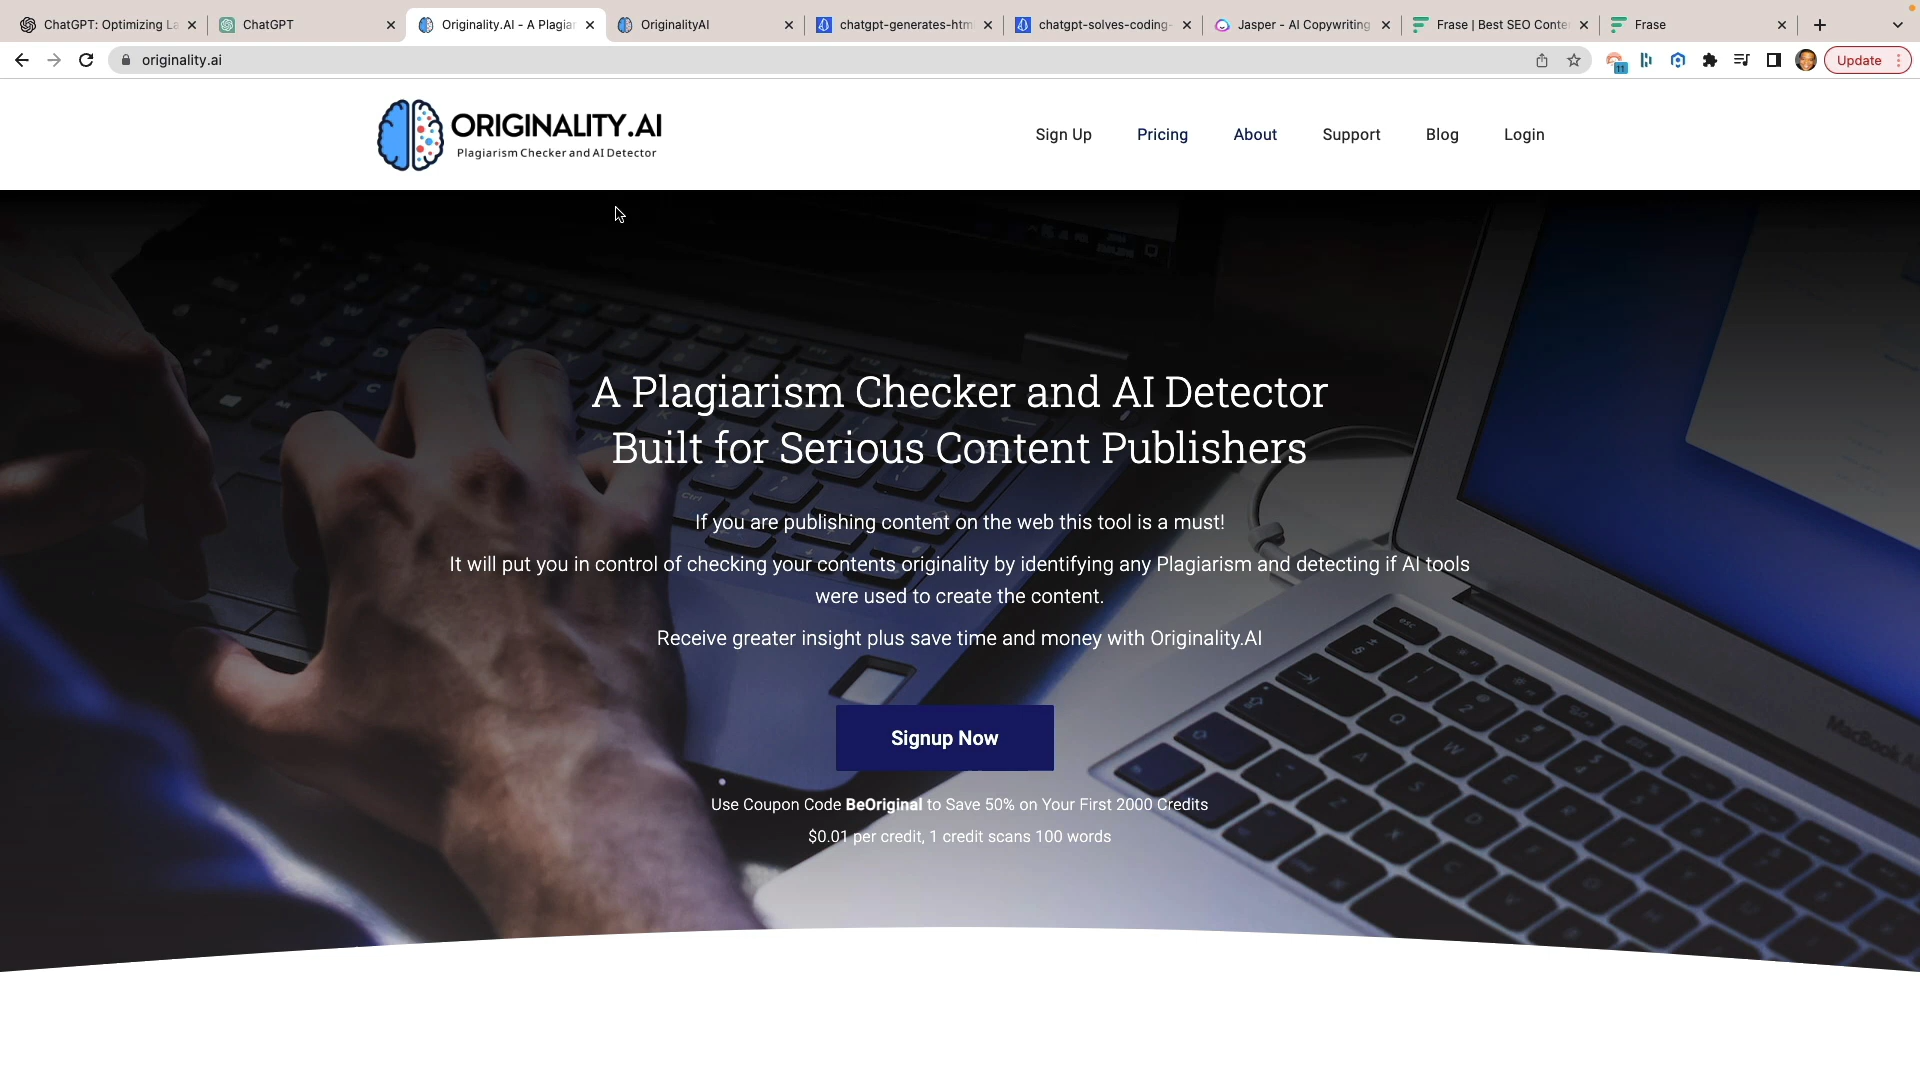 ChatGPT: Optimizing La
ChatGPT
Originality.AI - A Plagiar
OriginalityAI
chatgpt-generates-htm
chatgpt-solves-coding-
Jasper - AI Copywriting
Frase | Best SEO Conte
Frase
originality.ai
11
Update
ORIGINALITY.AI
Plagiarism Checker and AI Detector
Sign Up
Pricing
About
Support
Blog
Login
A Plagiarism Checker and AI Detector
Built for Serious Content Publishers
If you are publishing content on the web this tool is a must!
It will put you in control of checking your contents originality by identifying any Plagiarism and detecting if AI tools
were used to create the content.
Receive greater insight plus save time and money with Originality.AI
Signup Now
Use Coupon Code BeOriginal to Save 50% on Your First 2000 Credits
$0.01 per credit, 1 credit scans 100 words